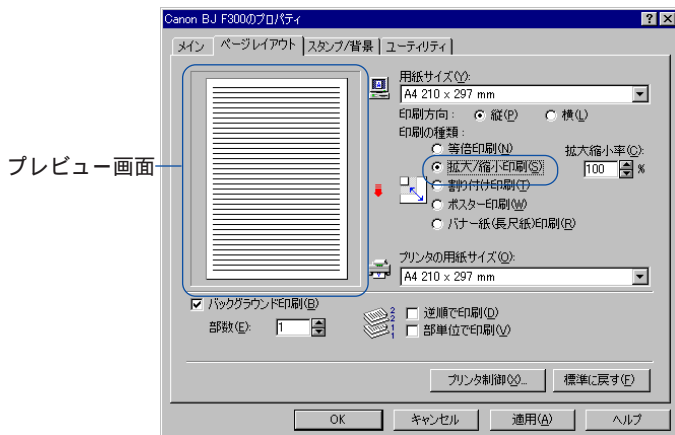 Canon BJ F300のプロパティ
メイン ページレイアウト スタンプ/背景 ユーティリティ
用紙サイズ(Y):
A4 210 x 297 mm
印刷方向: 縦(P) 横(L)
印刷の種類:
等倍印刷(N) 拡大縮小率(C):
プレビュー画面
拡大/縮小印刷(S) 100 %
割り付け印刷(T)
ポスター印刷(W)
バナー紙(長尺紙)印刷(R)
プリンタの用紙サイズ(O):
A4 210 x 297 mm
バックグラウンド印刷(B)
部数(E): 1
2 2 1 1
逆順で印刷(D)
部単位で印刷(V)
プリンタ制御(X)... 標準に戻す(F)
OK キャンセル 適用(A) ヘルプ